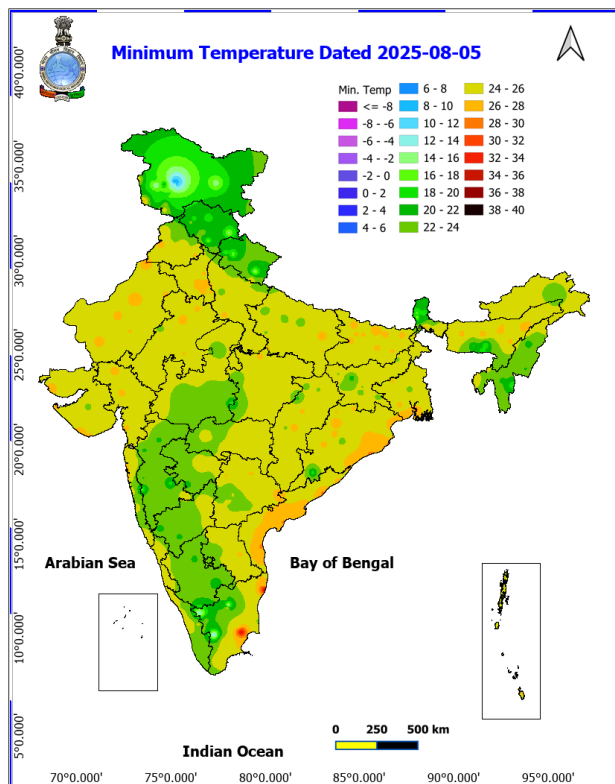 Minimum Temperature Dated 2025-08-05
Min. Temp
<= -8
-8 - -6
-6 - -4
-4 - -2
-2 - 0
0 - 2
2 - 4
4 - 6
6 - 8
8 - 10
10 - 12
12 - 14
14 - 16
16 - 18
18 - 20
20 - 22
22 - 24
24 - 26
26 - 28
28 - 30
30 - 32
32 - 34
34 - 36
36 - 38
38 - 40
40°0.000'
35°0.000'
30°0.000'
25°0.000'
20°0.000'
15°0.000'
10°0.000'
5°0.000'
Arabian Sea
Bay of Bengal
0 250 500 km
Indian Ocean
70°0.000' 75°0.000' 80°0.000' 85°0.000' 90°0.000' 95°0.000'